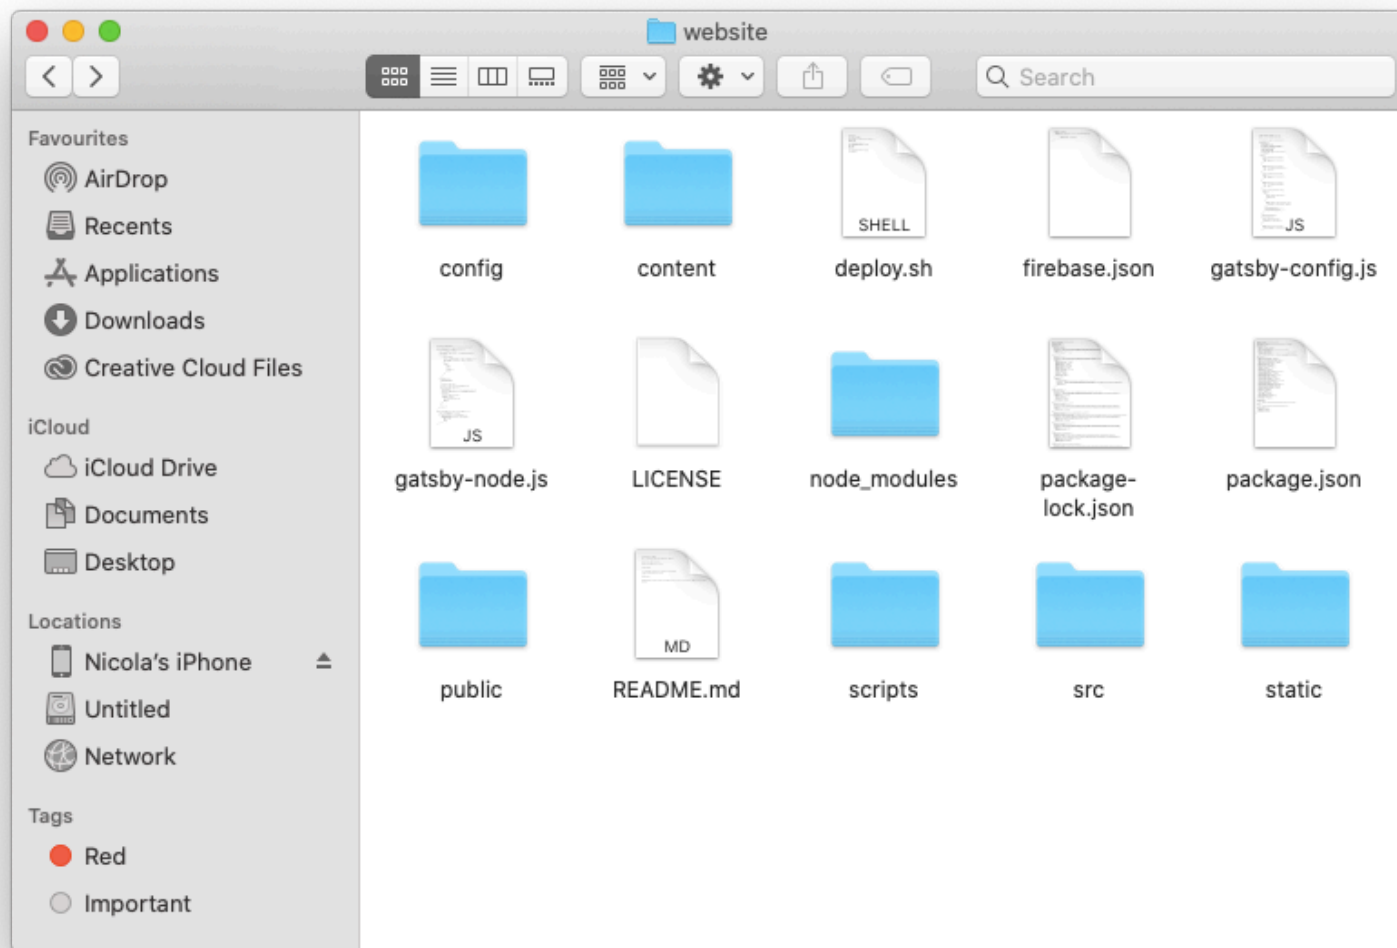 website
Search
Favourites
AirDrop
Recents
Applications
Downloads
Creative Cloud Files
iCloud
iCloud Drive
Documents
Desktop
Locations
Nicola's iPhone
Untitled
Network
Tags
Red
Important
SHELL
JS
config
content
deploy.sh
firebase.json
gatsby-config.js
JS
gatsby-node.js
LICENSE
node_modules
package-
lock.json
package.json
MD
public
README.md
scripts
src
static